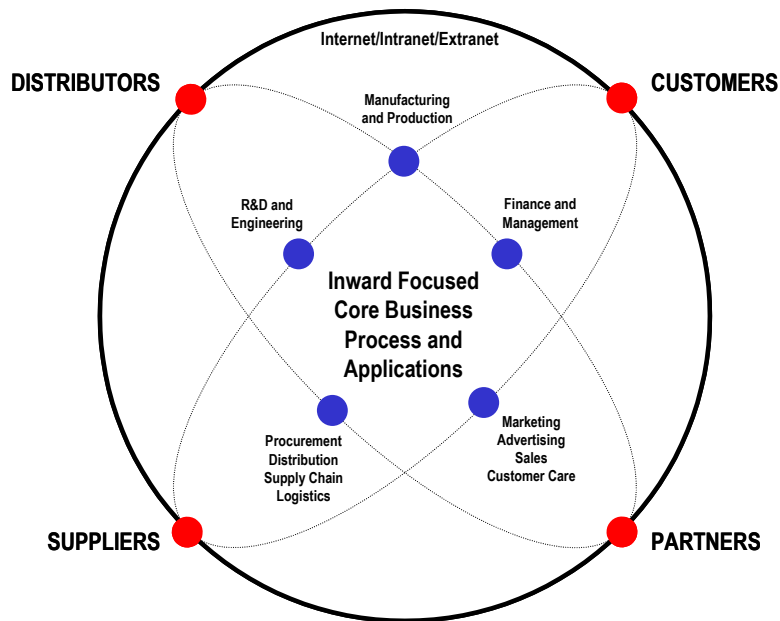 Internet/Intranet/Extranet
DISTRIBUTORS
CUSTOMERS
Manufacturing
and Production
R&D and
Engineering
Finance and
Management
Inward Focused
Core Business
Process and
Applications
Procurement
Distribution
Supply Chain
Logistics
Marketing
Advertising
Sales
Customer Care
SUPPLIERS
PARTNERS